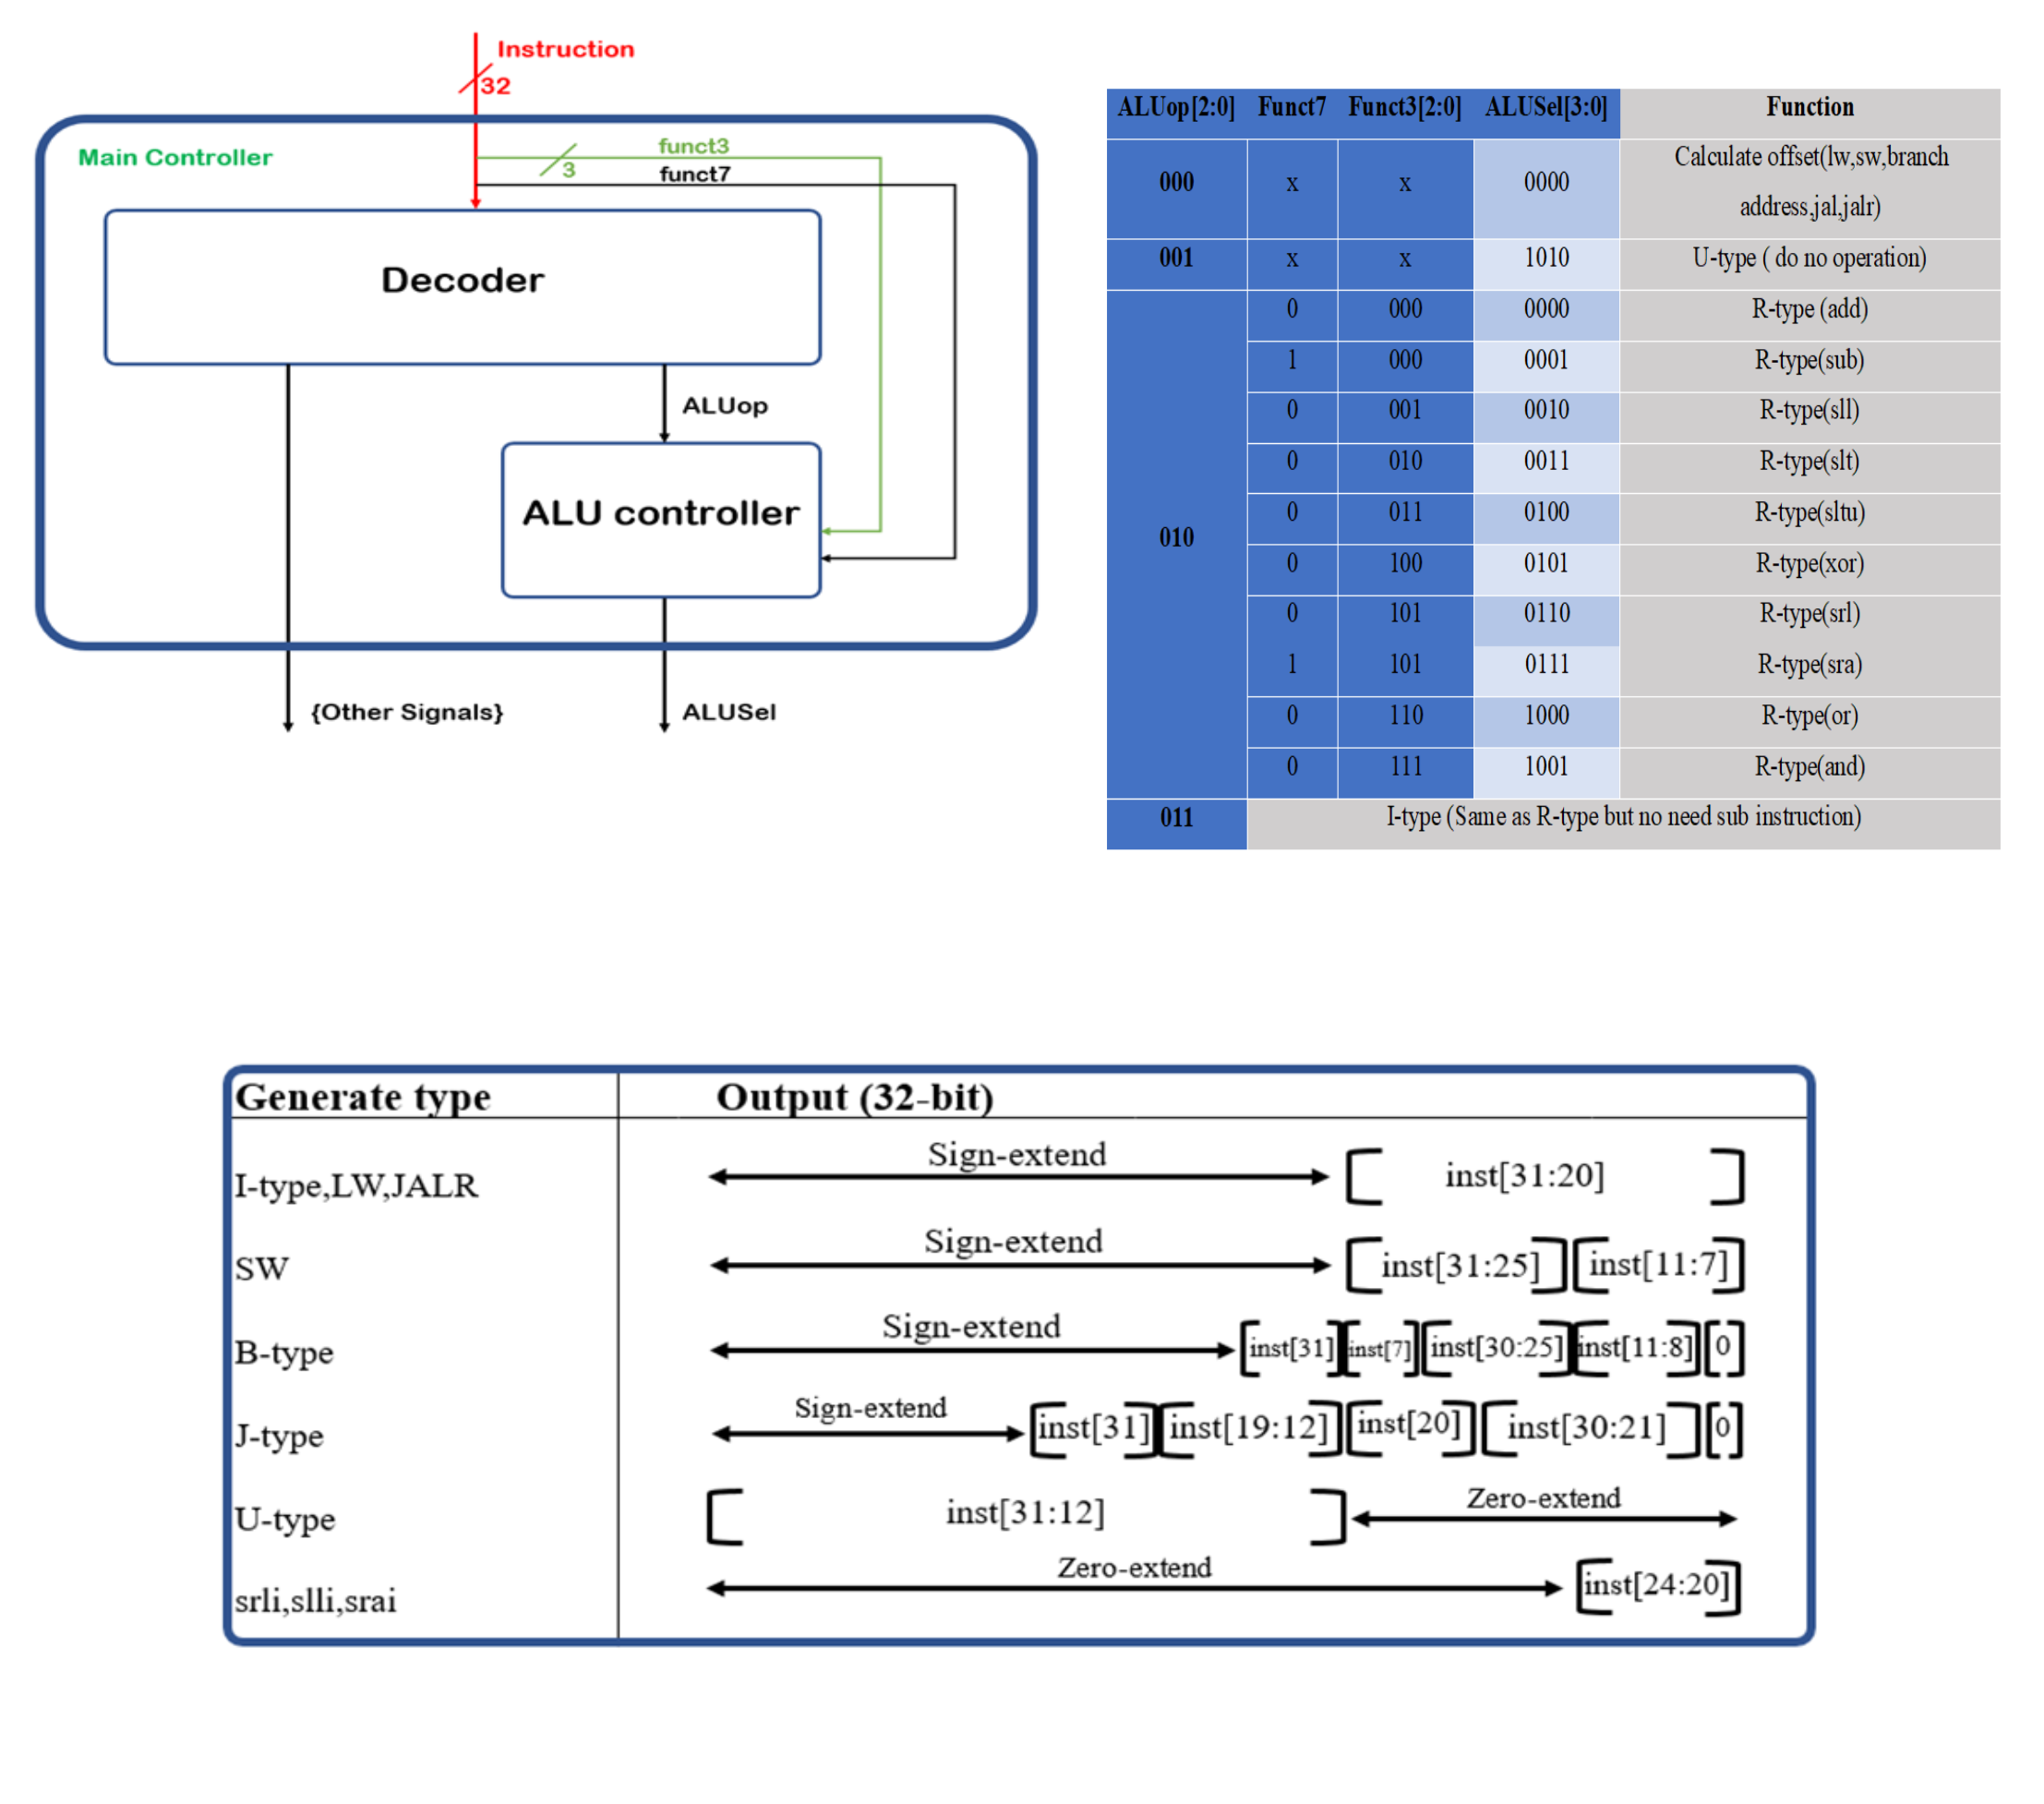 Instruction
32
Main Controller
funct3
3
funct7
Decoder
ALUop
ALU controller
{Other Signals}
ALUSel
ALUop[2:0] Funct7 Funct3[2:0] ALUSel[3:0] Function
000 x x 0000 Calculate offset(lw,sw,branch
address,jal,jalr)
001 x x 1010 U-type ( do no operation)
010
0 000 0000 R-type (add)
1 000 0001 R-type(sub)
0 001 0010 R-type(sll)
0 010 0011 R-type(slt)
0 011 0100 R-type(sltu)
0 100 0101 R-type(xor)
0 101 0110 R-type(srl)
1 101 0111 R-type(sra)
0 110 1000 R-type(or)
0 111 1001 R-type(and)
011 I-type (Same as R-type but no need sub instruction)
Generate type Output (32-bit)
Sign-extend
I-type,LW,JALR [ inst[31:20] ]
Sign-extend
SW [ inst[31:25] ] [ inst[11:7] ]
Sign-extend
B-type [inst[31]] [inst[7]] [inst[30:25]] [inst[11:8]] [0]
Sign-extend
J-type [inst[31]] [inst[19:12]] [inst[20]] [ inst[30:21] ] [0]
U-type [ inst[31:12] ] Zero-extend
Zero-extend
srli,slli,srai [inst[24:20]]